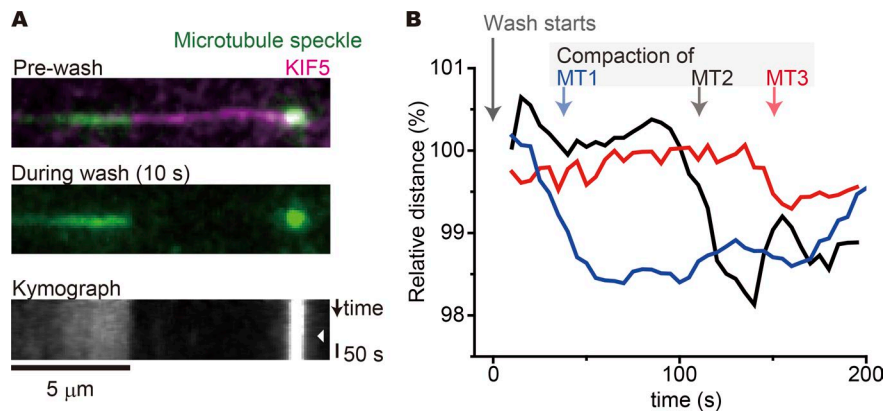 A
Microtubule speckle
Pre-wash
KIF5
During wash (10 s)
Kymograph
time
50 s
5 μm
B
Wash starts
Compaction of
MT1
MT2
MT3
Relative distance (%)
101
100
99
98
0
100
200
time (s)